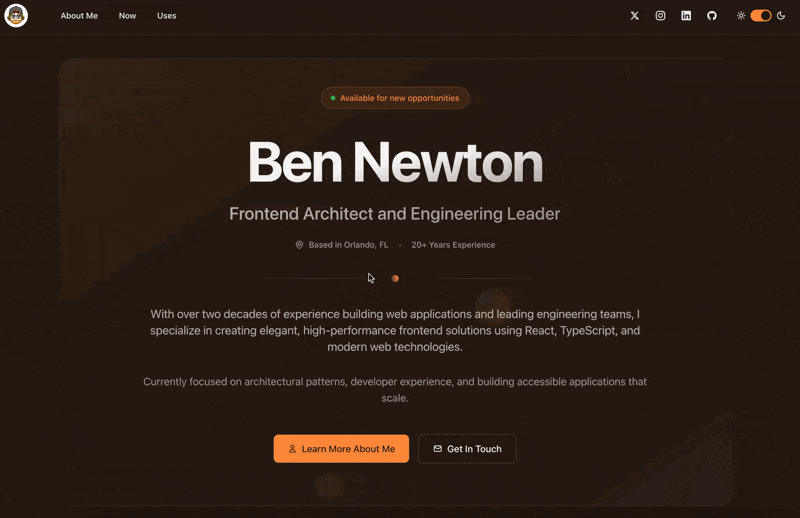 About Me Now Uses
Available for new opportunities
Ben Newton
Frontend Architect and Engineering Leader
Based in Orlando, FL • 20+ Years Experience
With over two decades of experience building web applications and leading engineering teams, I
specialize in creating elegant, high-performance frontend solutions using React, TypeScript, and
modern web technologies.
Currently focused on architectural patterns, developer experience, and building accessible applications that
scale.
Learn More About Me Get In Touch